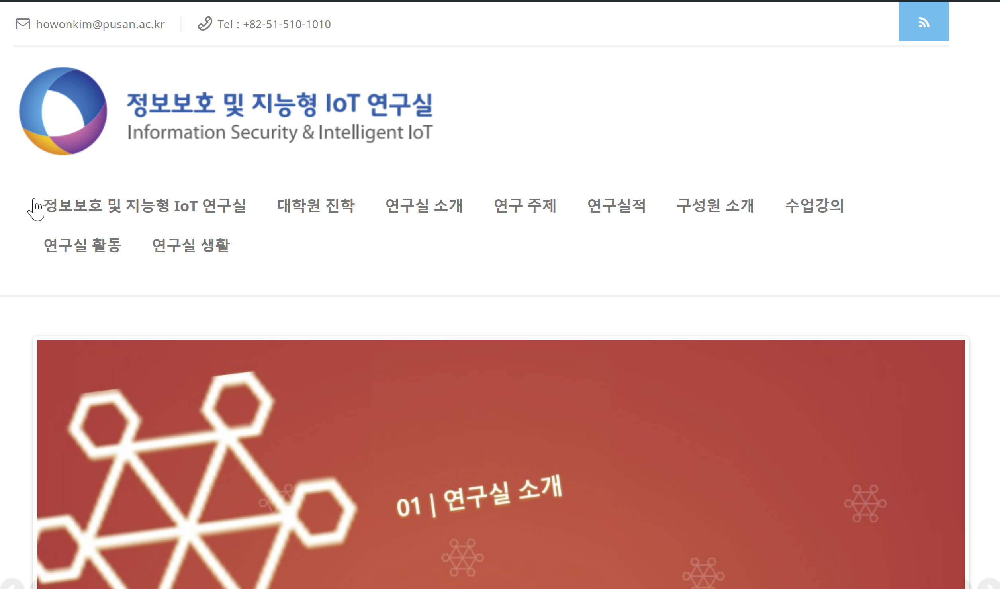 howonkim@pusan.ac.kr
Tel : +82-51-510-1010
정보보호 및 지능형 IoT 연구실
Information Security & Intelligent IoT
정보보호 및 지능형 IoT 연구실 대학원 진학 연구실 소개 연구 주제 연구실적 구성원 소개 수업강의
연구실 활동 연구실 생활
01 | 연구실 소개